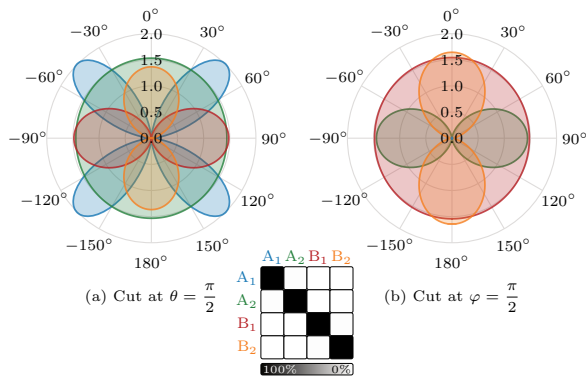 0°
−30° 2.0 30°
1.5
−60° 1.0 60°
0.5
−90° 0.0 90°
−120° 120°
−150° 150°
180°
(a) Cut at θ = π/2
0°
−30° 2.0 30°
1.5
−60° 1.0 60°
0.5
−90° 0.0 90°
−120° 120°
−150° 150°
180°
(b) Cut at φ = π/2
A₁ A₂ B₁ B₂
A₁
A₂
B₁
B₂
100% 0%